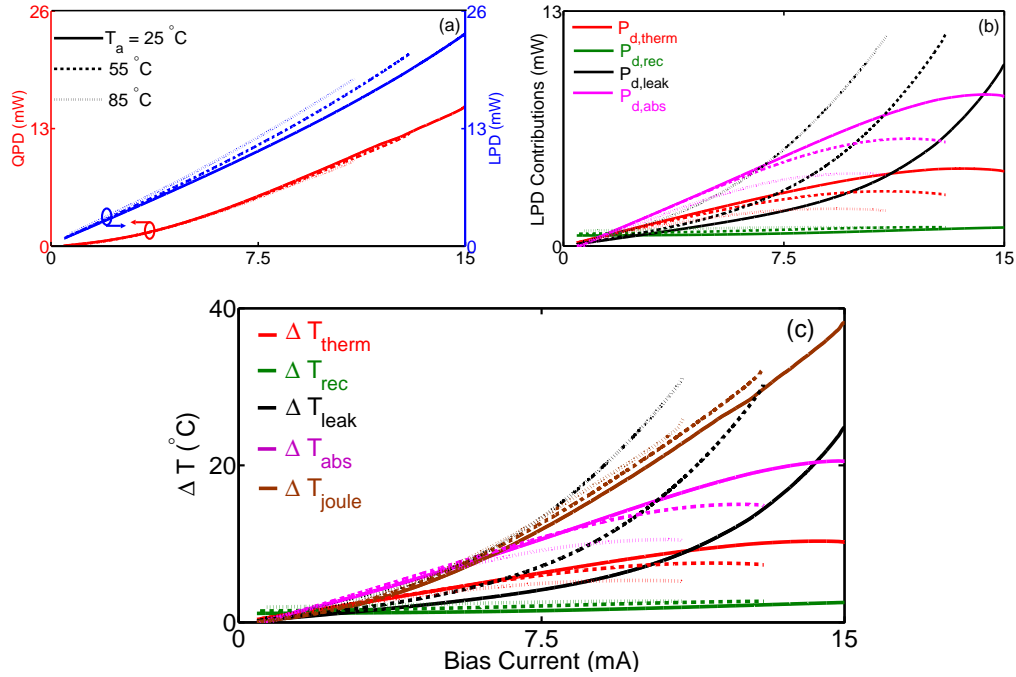 26
26
(a)
T_a = 25 °C
55 °C
85 °C
QPD (mW)
13
13
LPD (mW)
0
0
0
7.5
15
13
(b)
P_d,therm
P_d,rec
P_d,leak
P_d,abs
LPD Contributions (mW)
0
0
7.5
15
40
(c)
Δ T_therm
Δ T_rec
Δ T_leak
Δ T_abs
Δ T_joule
Δ T (°C)
20
0
0
7.5
15
Bias Current (mA)